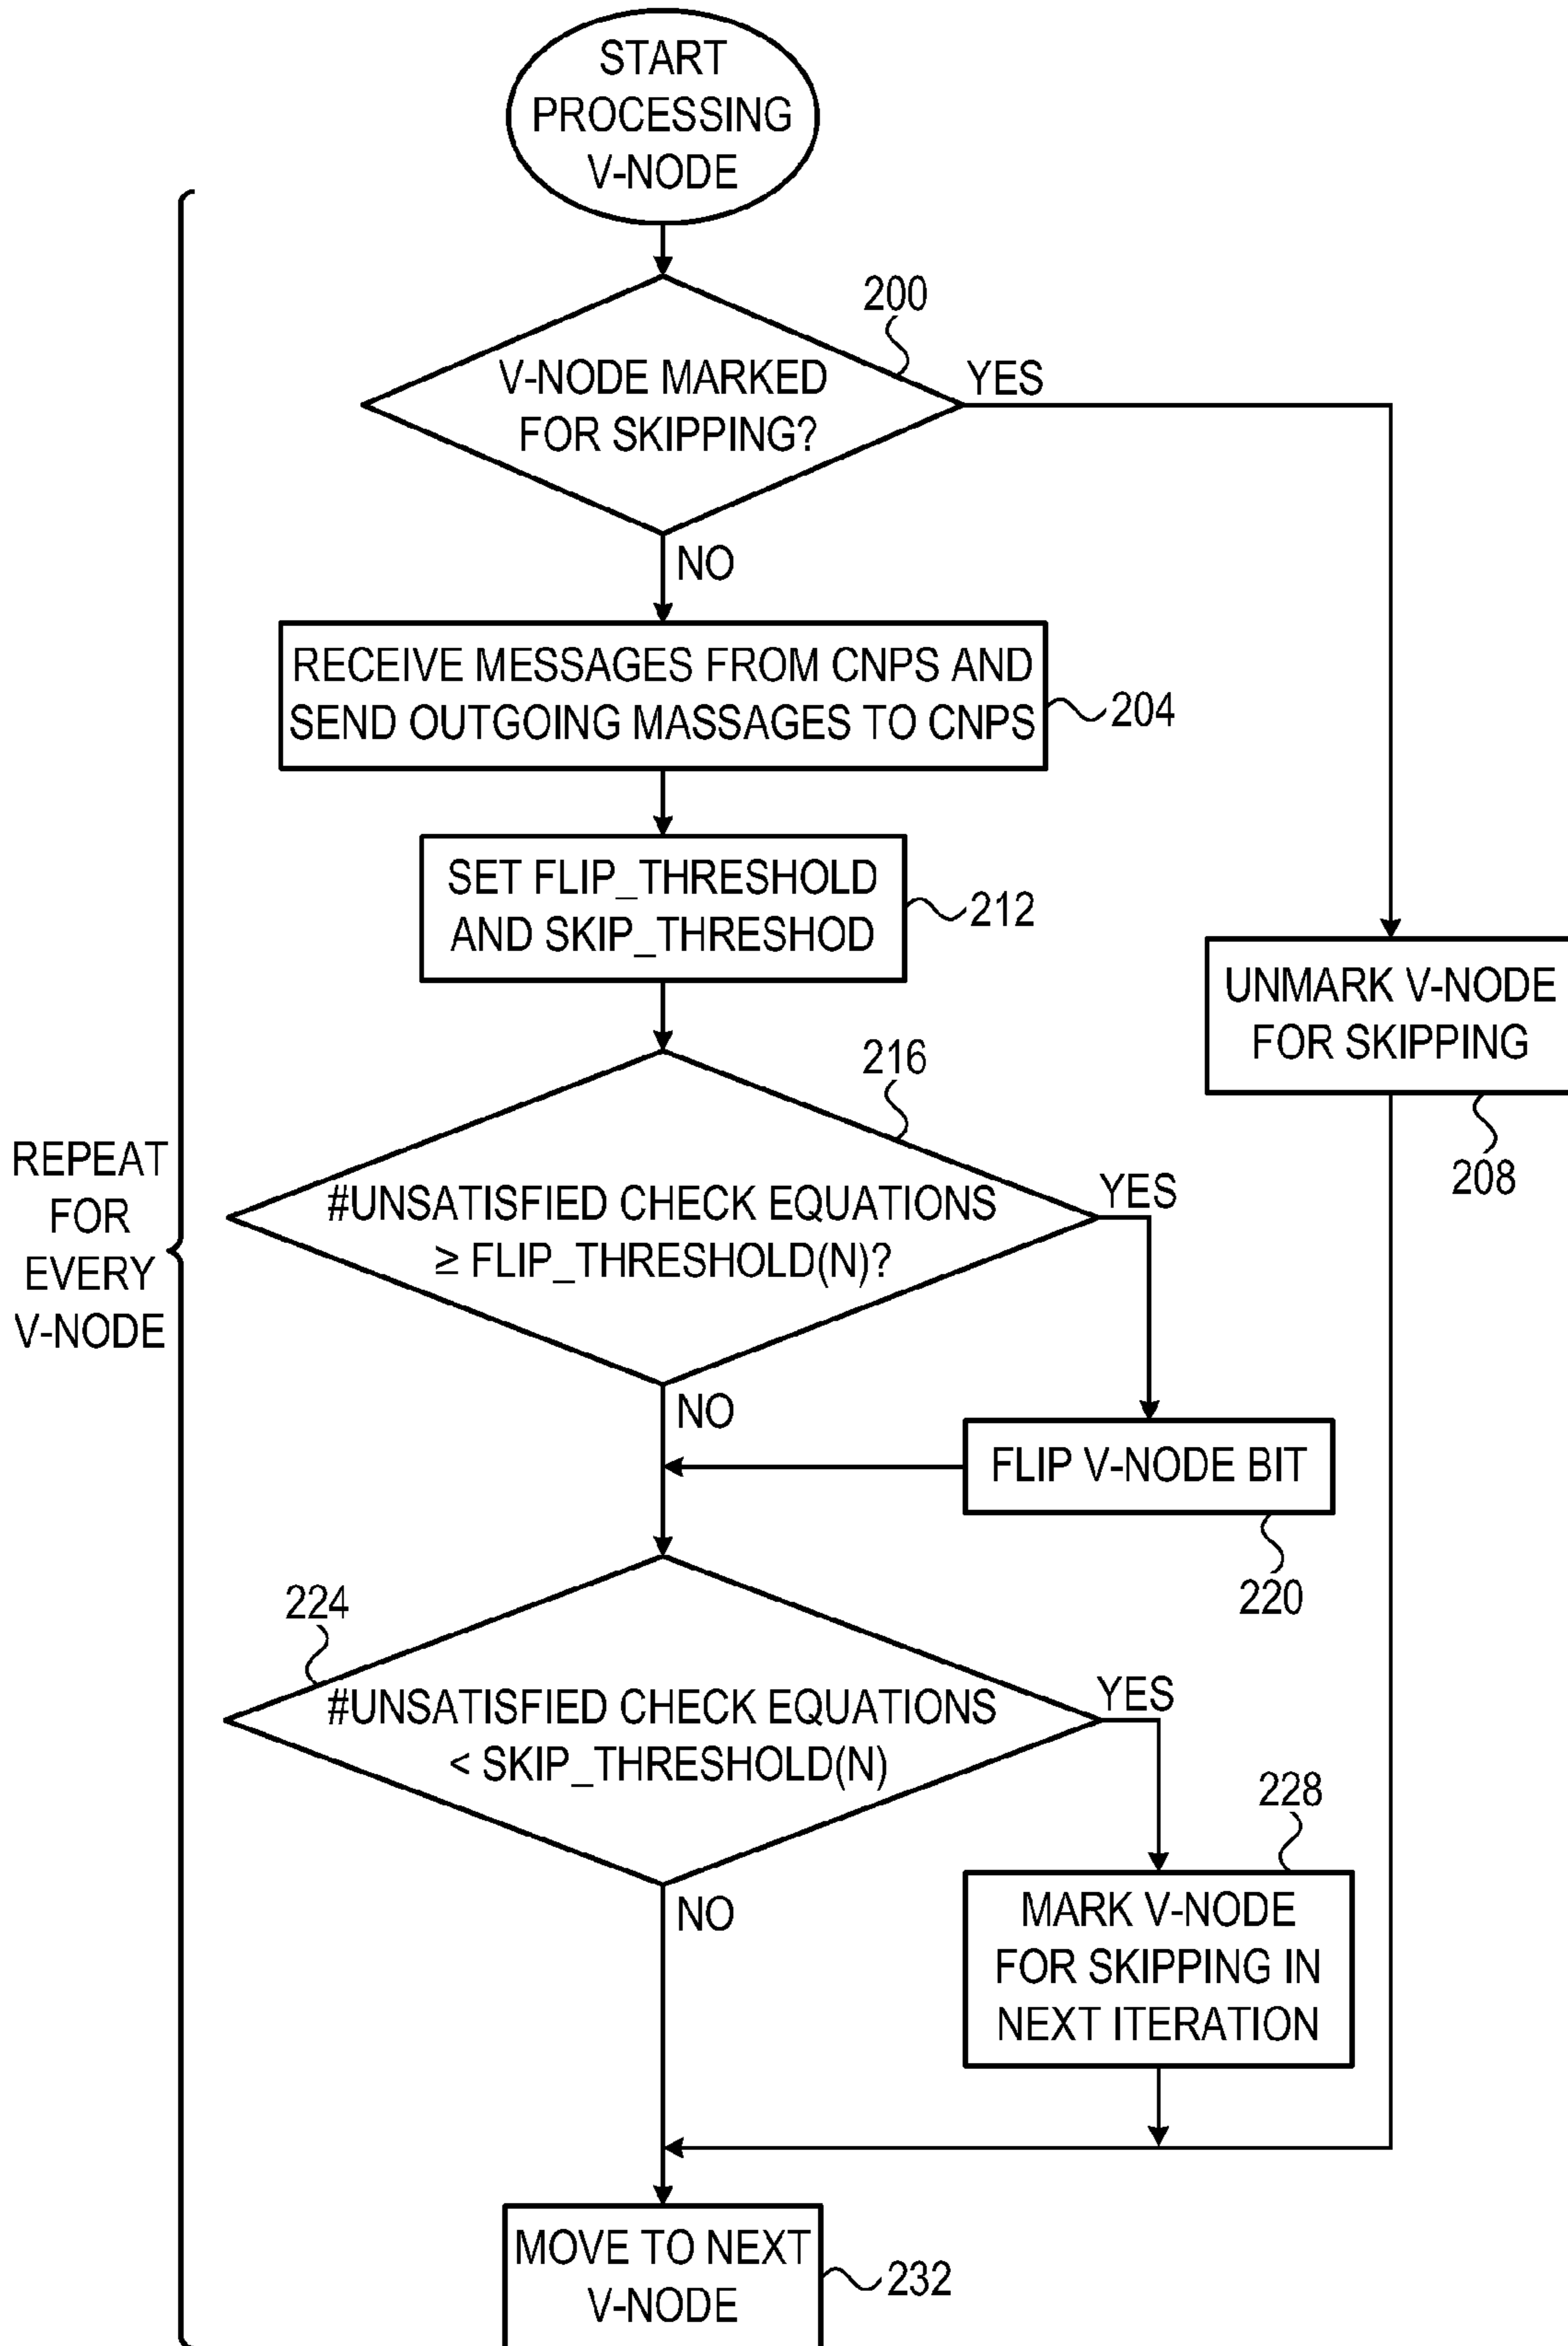 START
PROCESSING
V-NODE
200
V-NODE MARKED
FOR SKIPPING?
YES
NO
RECEIVE MESSAGES FROM CNPS AND
SEND OUTGOING MASSAGES TO CNPS
204
SET FLIP_THRESHOLD
AND SKIP_THRESHOD
212
UNMARK V-NODE
FOR SKIPPING
208
216
#UNSATISFIED CHECK EQUATIONS
≥ FLIP_THRESHOLD(N)?
YES
NO
REPEAT
FOR
EVERY
V-NODE
FLIP V-NODE BIT
220
224
#UNSATISFIED CHECK EQUATIONS
< SKIP_THRESHOLD(N)
YES
NO
228
MARK V-NODE
FOR SKIPPING IN
NEXT ITERATION
MOVE TO NEXT
V-NODE
232